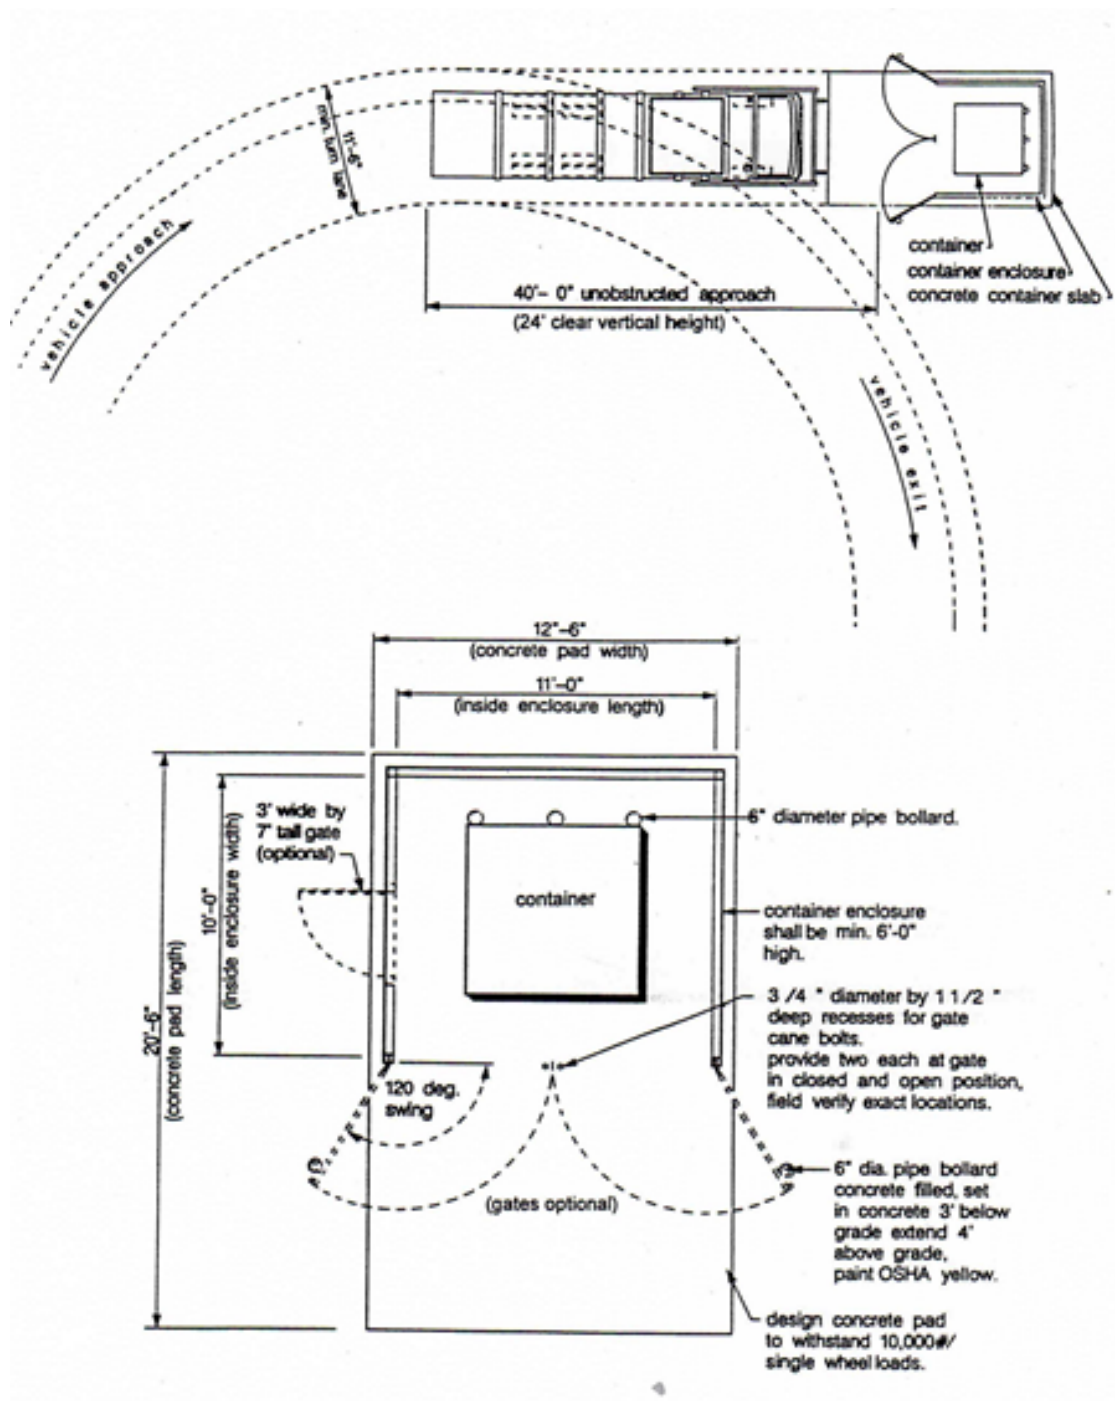 11'-6"
min. turn lane
vehicle approach
container
container enclosure
concrete container slab
40'- 0" unobstructed approach
(24' clear vertical height)
vehicle exit
12"-6"
(concrete pad width)
11'-0"
(inside enclosure length)
3' wide by
7' tall gate
(optional)
6" diameter pipe bollard.
10'-0"
(inside enclosure width)
20'-6"
(concrete pad length)
container
container enclosure
shall be min. 6'-0"
high.
3 /4 " diameter by 1 1 /2 "
deep recesses for gate
cane bolts.
provide two each at gate
in closed and open position,
field verify exact locations.
120 deg.
swing
(gates optional)
6" dia. pipe bollard
concrete filled, set
in concrete 3' below
grade extend 4'
above grade,
paint OSHA yellow.
design concrete pad
to withstand 10,000#/
single wheel loads.